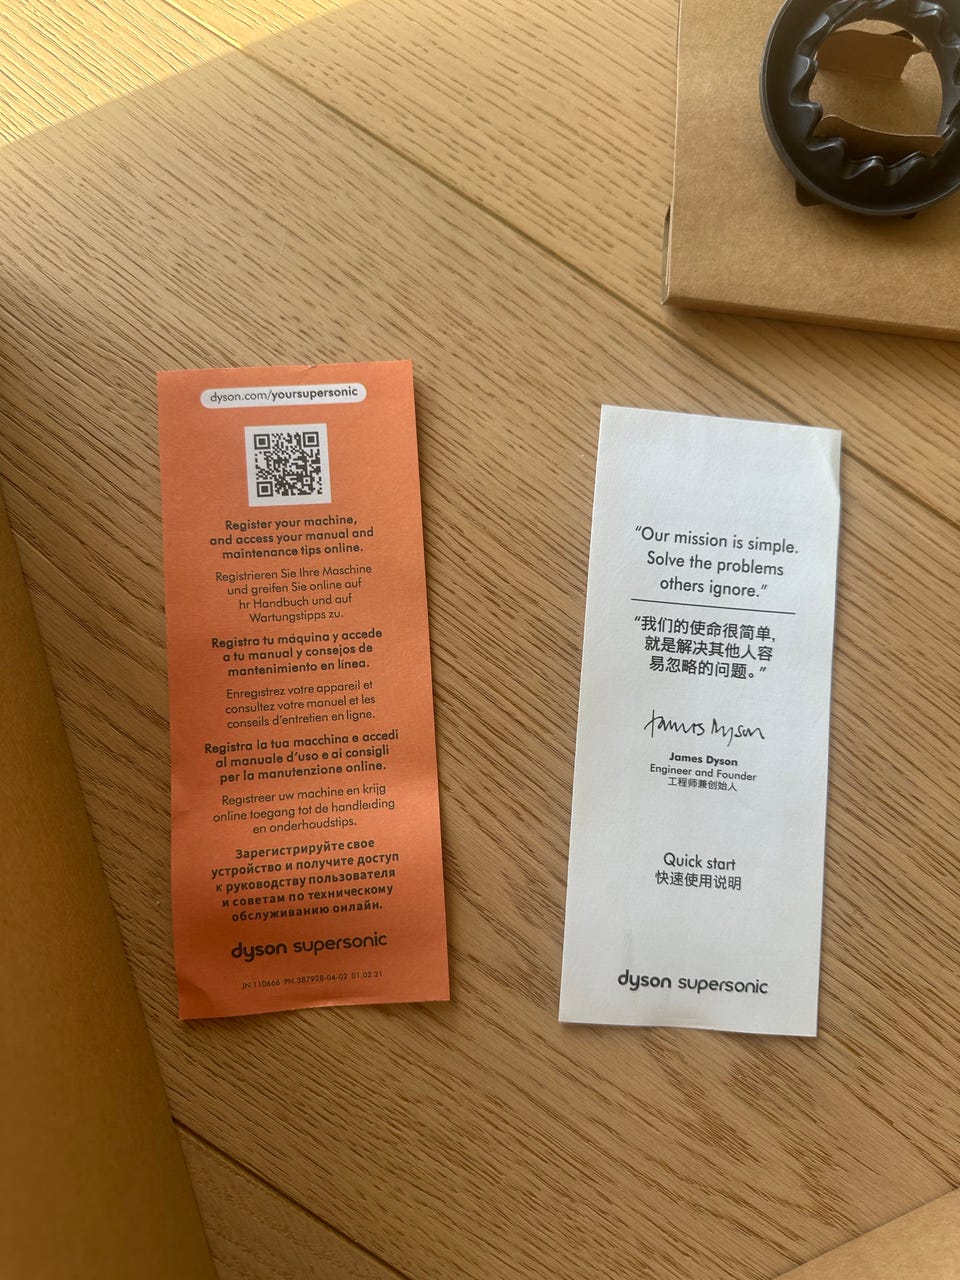 dyson.com/yoursupersonic
Register your machine,
and access your manual and
maintenance tips online.
Registrieren Sie Ihre Maschine
und greifen Sie online auf
hr Handbuch und auf
Wartungstipps zu.
Registra tu máquina y accede
a tu manual y consejos de
mantenimiento en línea.
Enregistrez votre appareil et
consultez votre manuel et les
conseils d'entretien en ligne.
Registra la tua macchina e accedi
al manuale d'uso e ai consigli
per la manutenzione online.
Registreer uw machine en krijg
online toegang tot de handleiding
en onderhoudstips.
Зарегистрируйте свое
устройство и получите доступ
к руководству пользователя
и советам по техническому
обслуживанию онлайн.
dyson supersonic
JN.110666 PN.387928-04-02 01.02.21
“Our mission is simple.
Solve the problems
others ignore.”
“我们的使命很简单,
就是解决其他人容
易忽略的问题。”
James Dyson
James Dyson
Engineer and Founder
工程师兼创始人
Quick start
快速使用说明
dyson supersonic